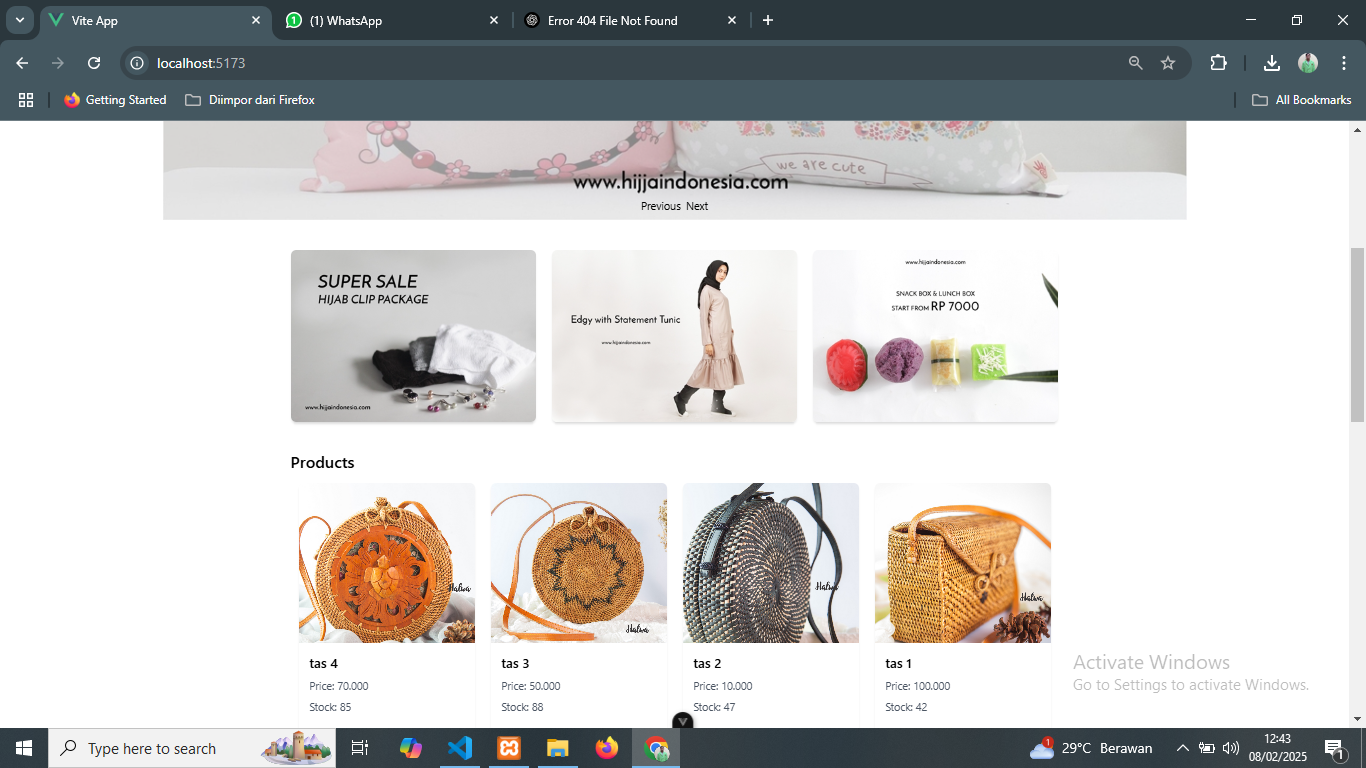 Vite App
(1) WhatsApp
Error 404 File Not Found
localhost:5173
Getting Started
Diimpor dari Firefox
All Bookmarks
we are cute
www.hijjaindonesia.com
Previous Next
SUPER SALE
HIJAB CLIP PACKAGE
www.hijjaindonesia.com
Edgy with Statement Tunic
www.hijjaindonesia.com
www.hijjaindonesia.com
SNACK BOX & LUNCH BOX
START FROM RP 7000
Products
Halwa
Halwa
Halwa
Halwa
tas 4
Price: 70.000
Stock: 85
tas 3
Price: 50.000
Stock: 88
tas 2
Price: 10.000
Stock: 47
tas 1
Price: 100.000
Stock: 42
Activate Windows
Go to Settings to activate Windows.
Type here to search
1
29°C Berawan
12:43
08/02/2025
1